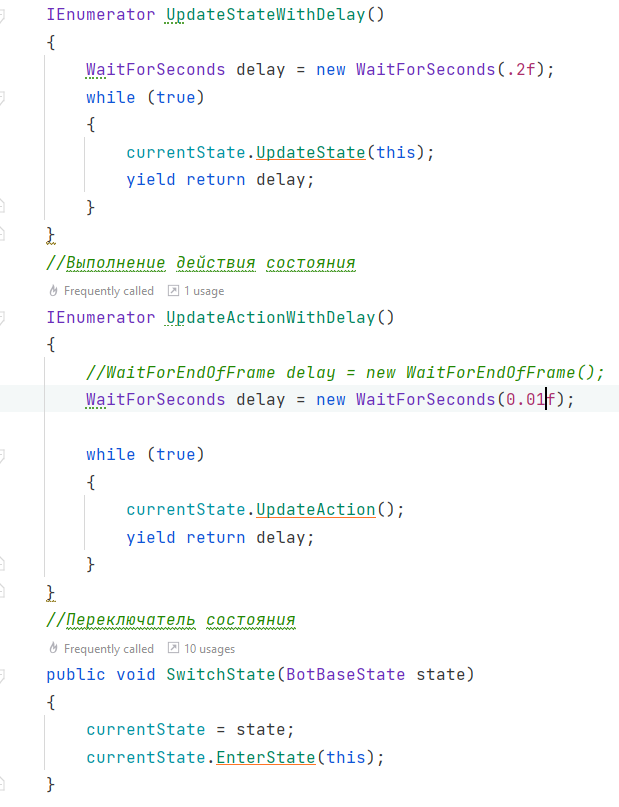 IEnumerator UpdateStateWithDelay()
{
WaitForSeconds delay = new WaitForSeconds(.2f);
while (true)
{
currentState.UpdateState(this);
yield return delay;
}
}
//Выполнение действия состояния
Frequently called 1 usage
IEnumerator UpdateActionWithDelay()
{
//WaitForEndOfFrame delay = new WaitForEndOfFrame();
WaitForSeconds delay = new WaitForSeconds(0.01f);
while (true)
{
currentState.UpdateAction();
yield return delay;
}
}
//Переключатель состояния
Frequently called 10 usages
public void SwitchState(BotBaseState state)
{
currentState = state;
currentState.EnterState(this);
}